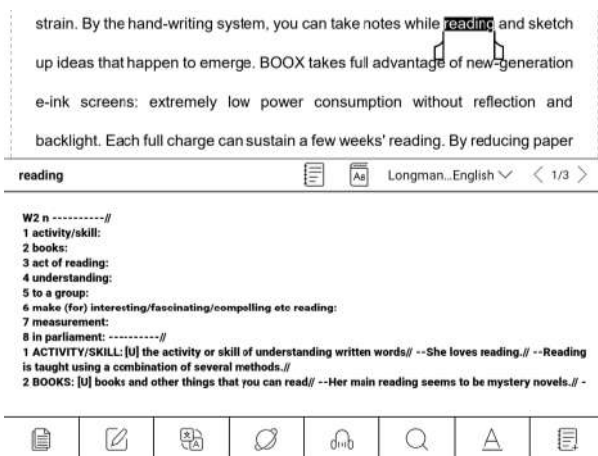 strain. By the hand-writing system, you can take notes while reading and sketch
up ideas that happen to emerge. BOOX takes full advantage of new-generation
e-ink screens: extremely low power consumption without reflection and
backlight. Each full charge can sustain a few weeks' reading. By reducing paper
reading
AB
Longman...English
1/3
W2 n ----------//
1 activity/skill:
2 books:
3 act of reading:
4 understanding:
5 to a group:
6 make (for) interesting/fascinating/compelling etc reading:
7 measurement:
8 in parliament: ----------//
1 ACTIVITY/SKILL: [U] the activity or skill of understanding written words// --She loves reading.// --Reading
is taught using a combination of several methods.//
2 BOOKS: [U] books and other things that you can read// --Her main reading seems to be mystery novels.// -
A
A